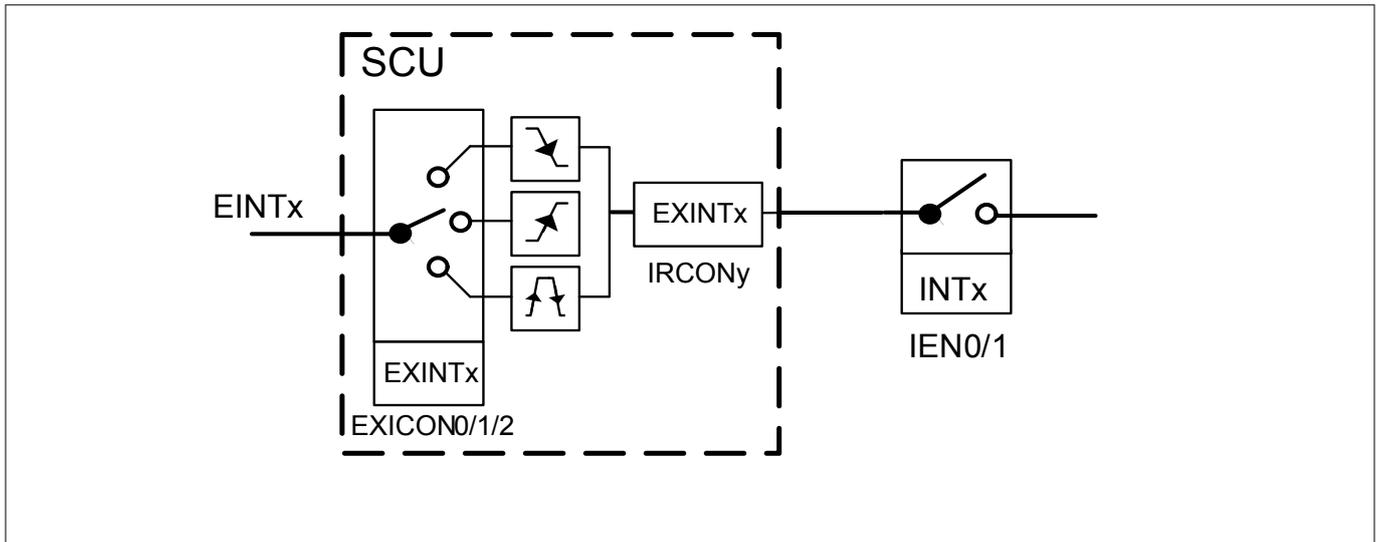 SCU
EINTx
EXINTx
IRCONy
INTx
IEN0/1
EXINTx
EXICON0/1/2